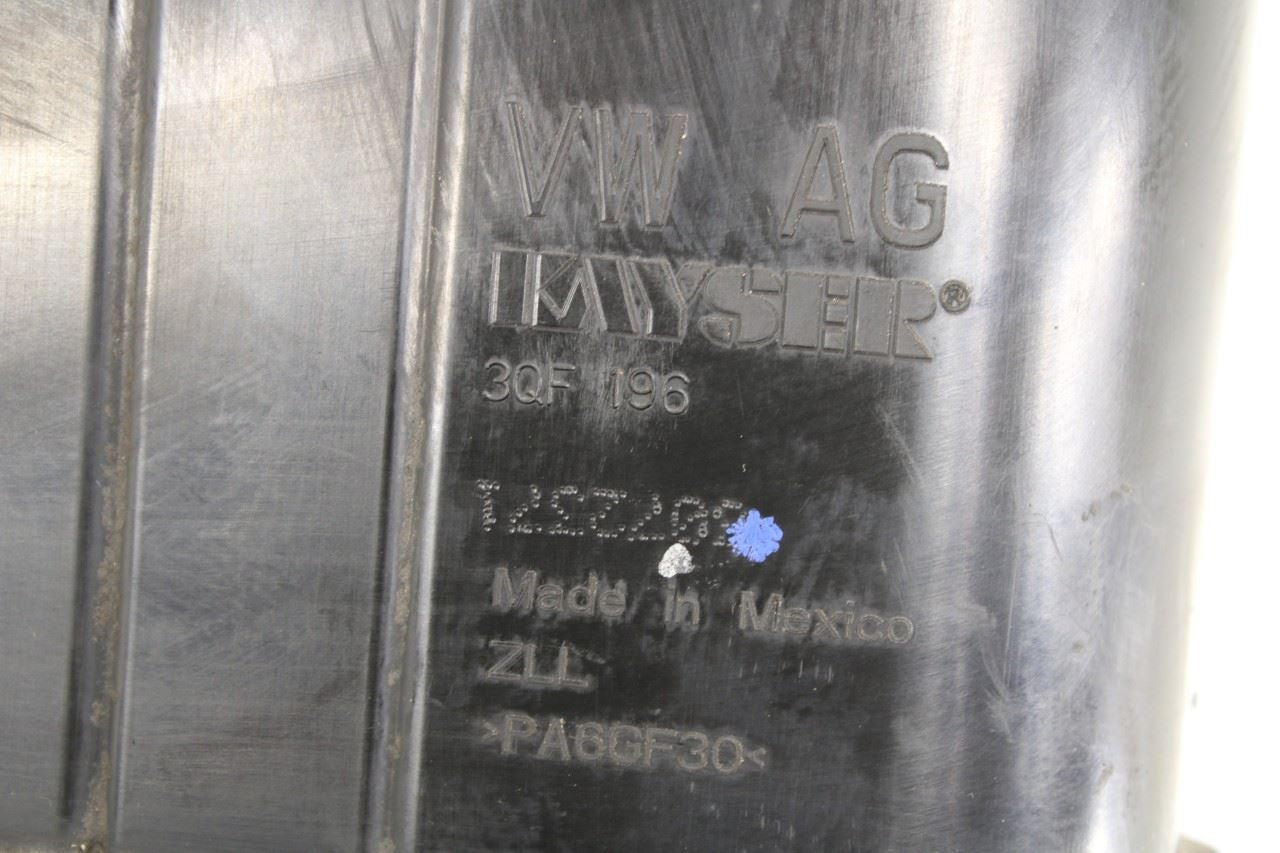 VW AG
KAYSER®
3QF 196
Made in Mexico
ZLL
>PA6GF30<